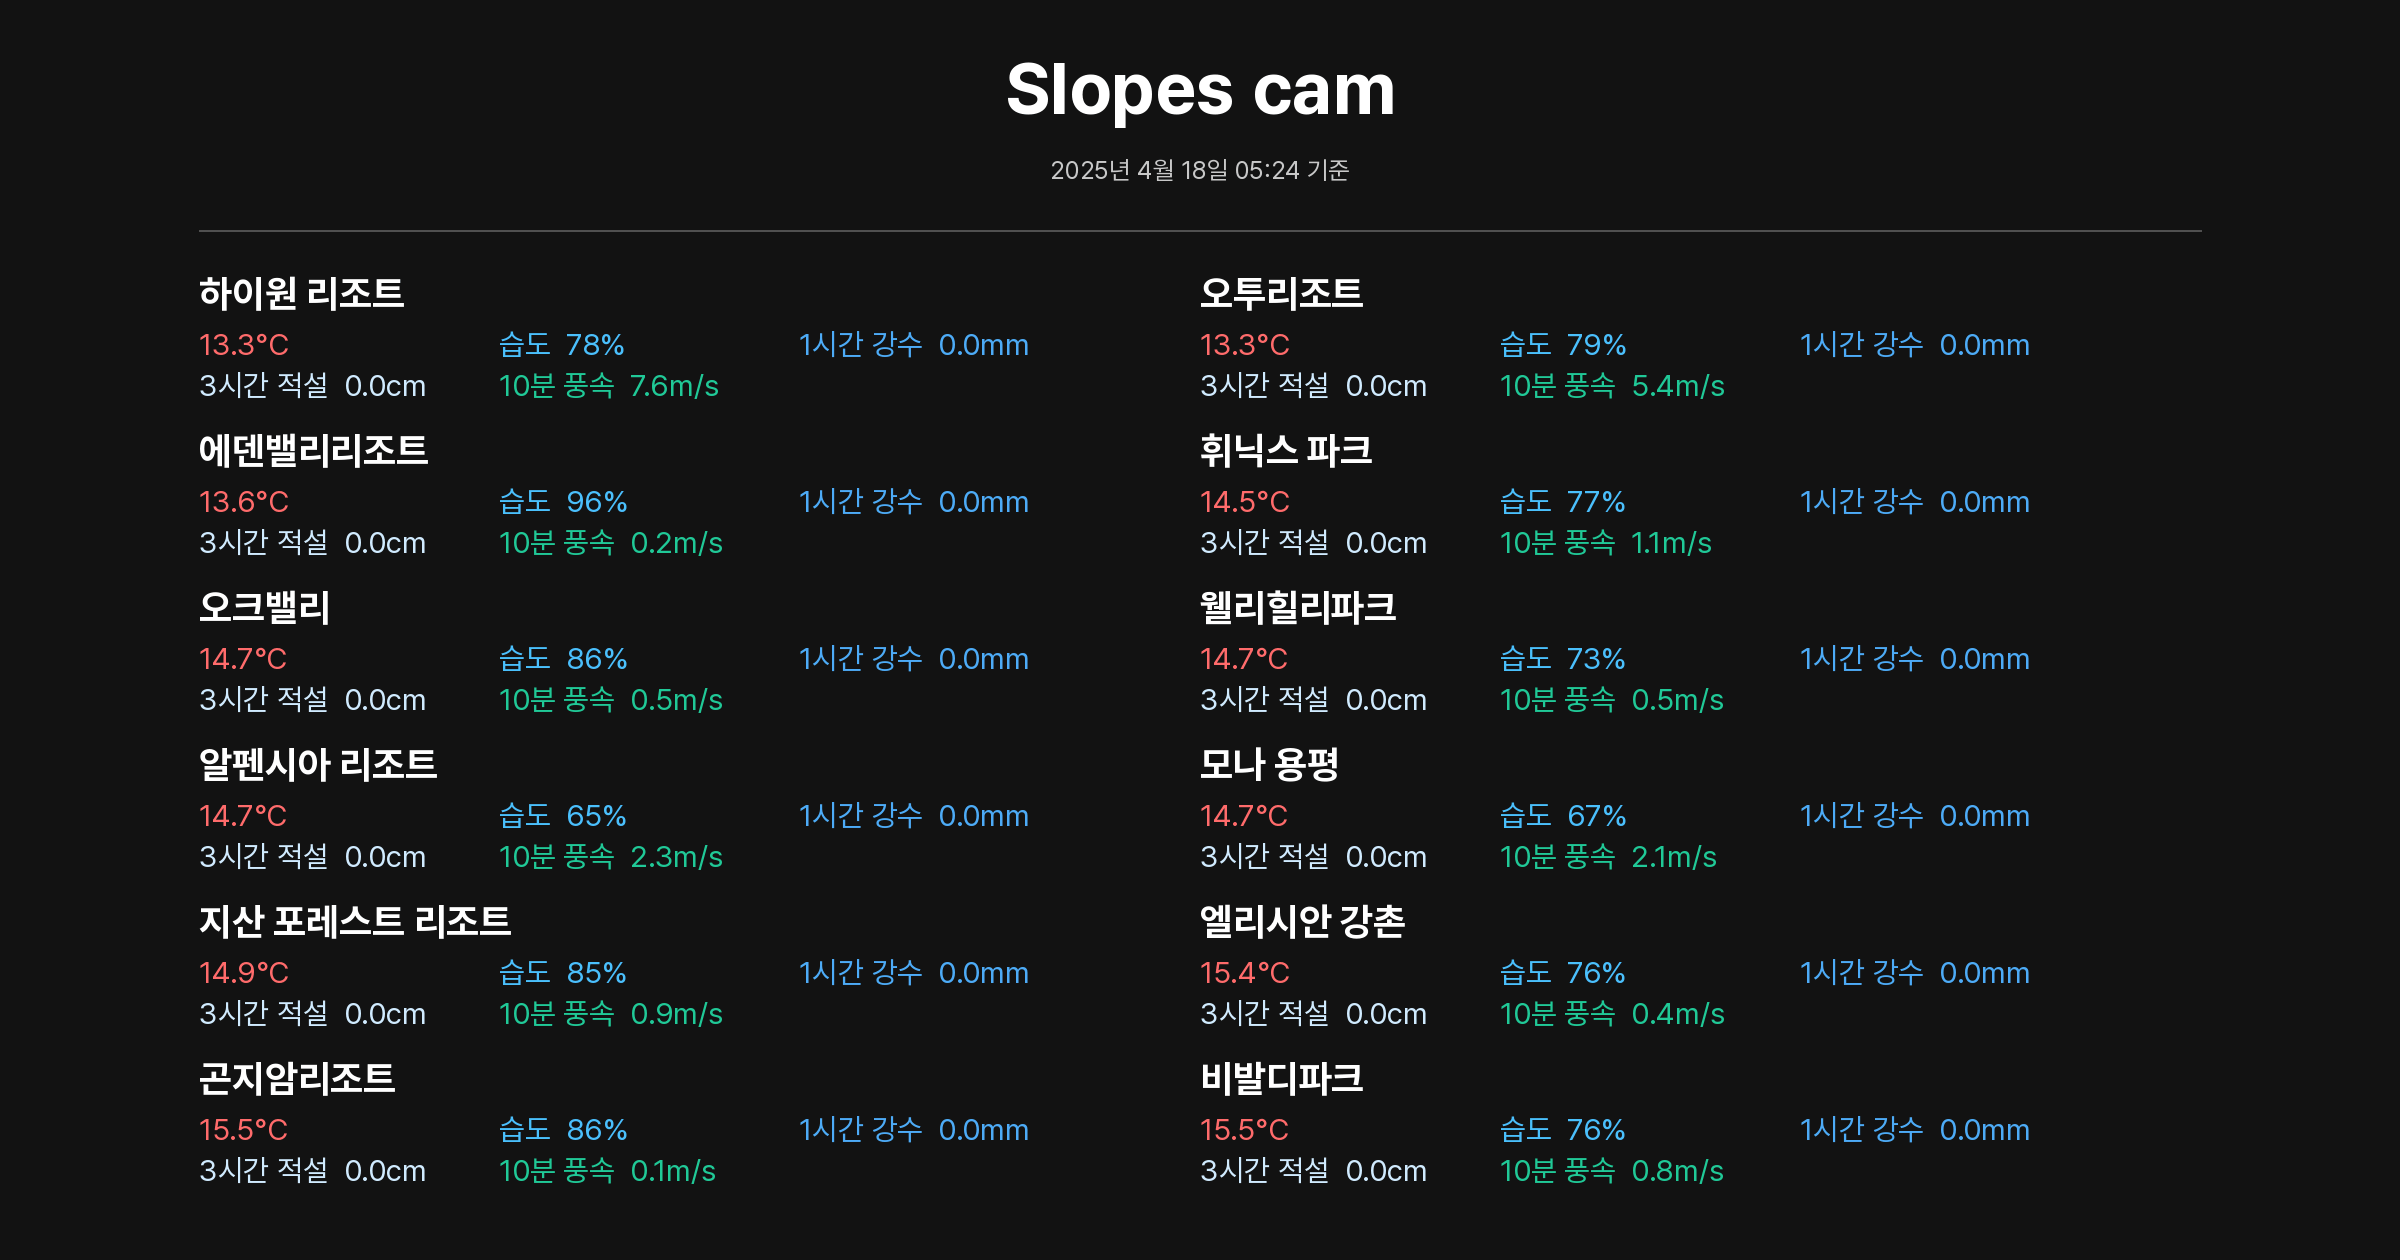 Slopes cam
2025년 4월 18일 05:24 기준
하이원 리조트
13.3°C 습도 78% 1시간 강수 0.0mm
3시간 적설 0.0cm 10분 풍속 7.6m/s
오투리조트
13.3°C 습도 79% 1시간 강수 0.0mm
3시간 적설 0.0cm 10분 풍속 5.4m/s
에덴밸리리조트
13.6°C 습도 96% 1시간 강수 0.0mm
3시간 적설 0.0cm 10분 풍속 0.2m/s
휘닉스 파크
14.5°C 습도 77% 1시간 강수 0.0mm
3시간 적설 0.0cm 10분 풍속 1.1m/s
오크밸리
14.7°C 습도 86% 1시간 강수 0.0mm
3시간 적설 0.0cm 10분 풍속 0.5m/s
웰리힐리파크
14.7°C 습도 73% 1시간 강수 0.0mm
3시간 적설 0.0cm 10분 풍속 0.5m/s
알펜시아 리조트
14.7°C 습도 65% 1시간 강수 0.0mm
3시간 적설 0.0cm 10분 풍속 2.3m/s
모나 용평
14.7°C 습도 67% 1시간 강수 0.0mm
3시간 적설 0.0cm 10분 풍속 2.1m/s
지산 포레스트 리조트
14.9°C 습도 85% 1시간 강수 0.0mm
3시간 적설 0.0cm 10분 풍속 0.9m/s
엘리시안 강촌
15.4°C 습도 76% 1시간 강수 0.0mm
3시간 적설 0.0cm 10분 풍속 0.4m/s
곤지암리조트
15.5°C 습도 86% 1시간 강수 0.0mm
3시간 적설 0.0cm 10분 풍속 0.1m/s
비발디파크
15.5°C 습도 76% 1시간 강수 0.0mm
3시간 적설 0.0cm 10분 풍속 0.8m/s